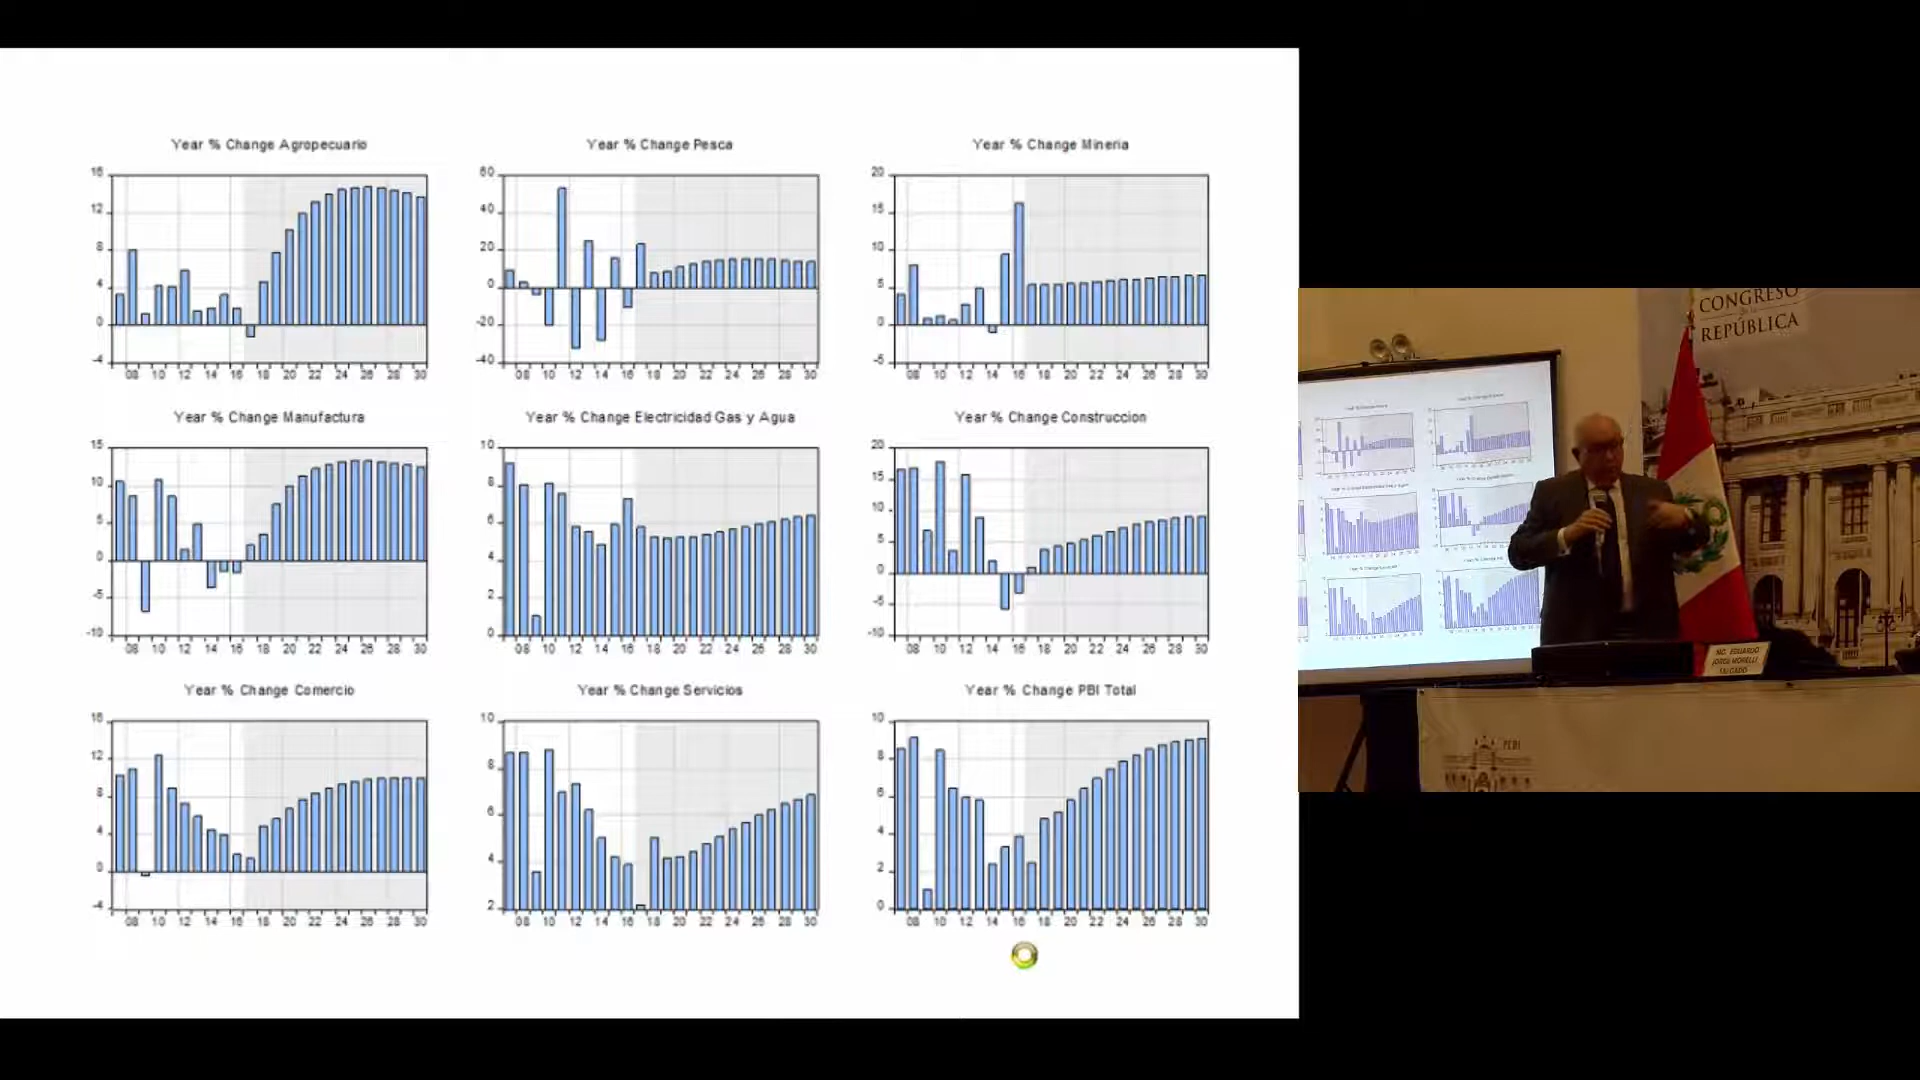 Year % Change Agropecuario
16
12
8
4
0
-4
08 10 12 14 16 18 20 22 24 26 28 30
Year % Change Pesca
60
40
20
0
-20
-40
08 10 12 14 16 18 20 22 24 26 28 30
Year % Change Mineria
20
15
10
5
0
-5
08 10 12 14 16 18 20 22 24 26 28 30
Year % Change Manufactura
15
10
5
0
-5
-10
08 10 12 14 16 18 20 22 24 26 28 30
Year % Change Electricidad Gas y Agua
10
8
6
4
2
0
08 10 12 14 16 18 20 22 24 26 28 30
Year % Change Construccion
20
15
10
5
0
-5
-10
08 10 12 14 16 18 20 22 24 26 28 30
Year % Change Comercio
16
12
8
4
0
-4
08 10 12 14 16 18 20 22 24 26 28 30
Year % Change Servicios
10
8
6
4
2
08 10 12 14 16 18 20 22 24 26 28 30
Year % Change PBI Total
10
8
6
4
2
0
08 10 12 14 16 18 20 22 24 26 28 30
CONGRESO
REPÚBLICA
EDUARDO
JORGE MORELLI
SALGADO